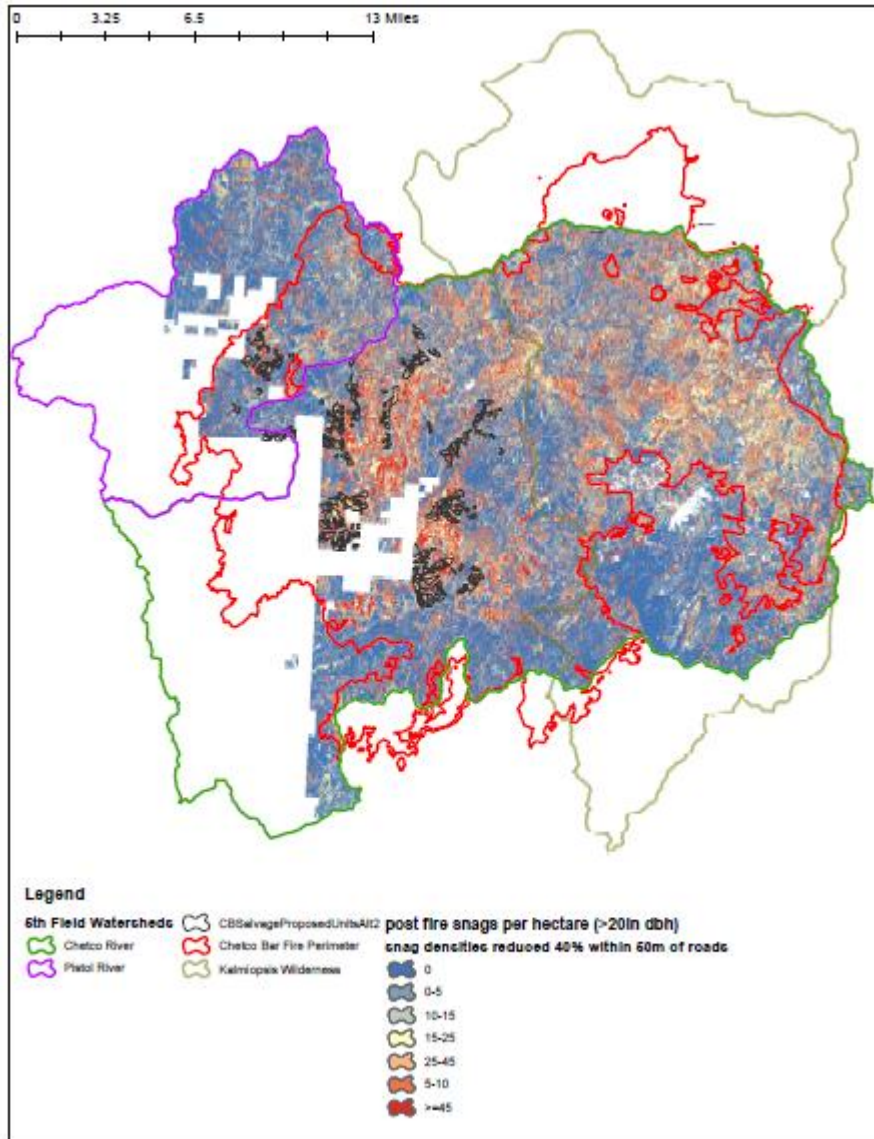 0 3.25 6.5 13 Miles
Legend
5th Field Watersheds
Chetco River
Pistol River
CBSalvageProposedUnitsAlt2
Chetco Bar Fire Perimeter
Kalmiopsis Wilderness
post fire snags per hectare (>20in dbh)
snag densities reduced 40% within 50m of roads
0
0-5
10-15
15-25
25-45
5-10
>=45